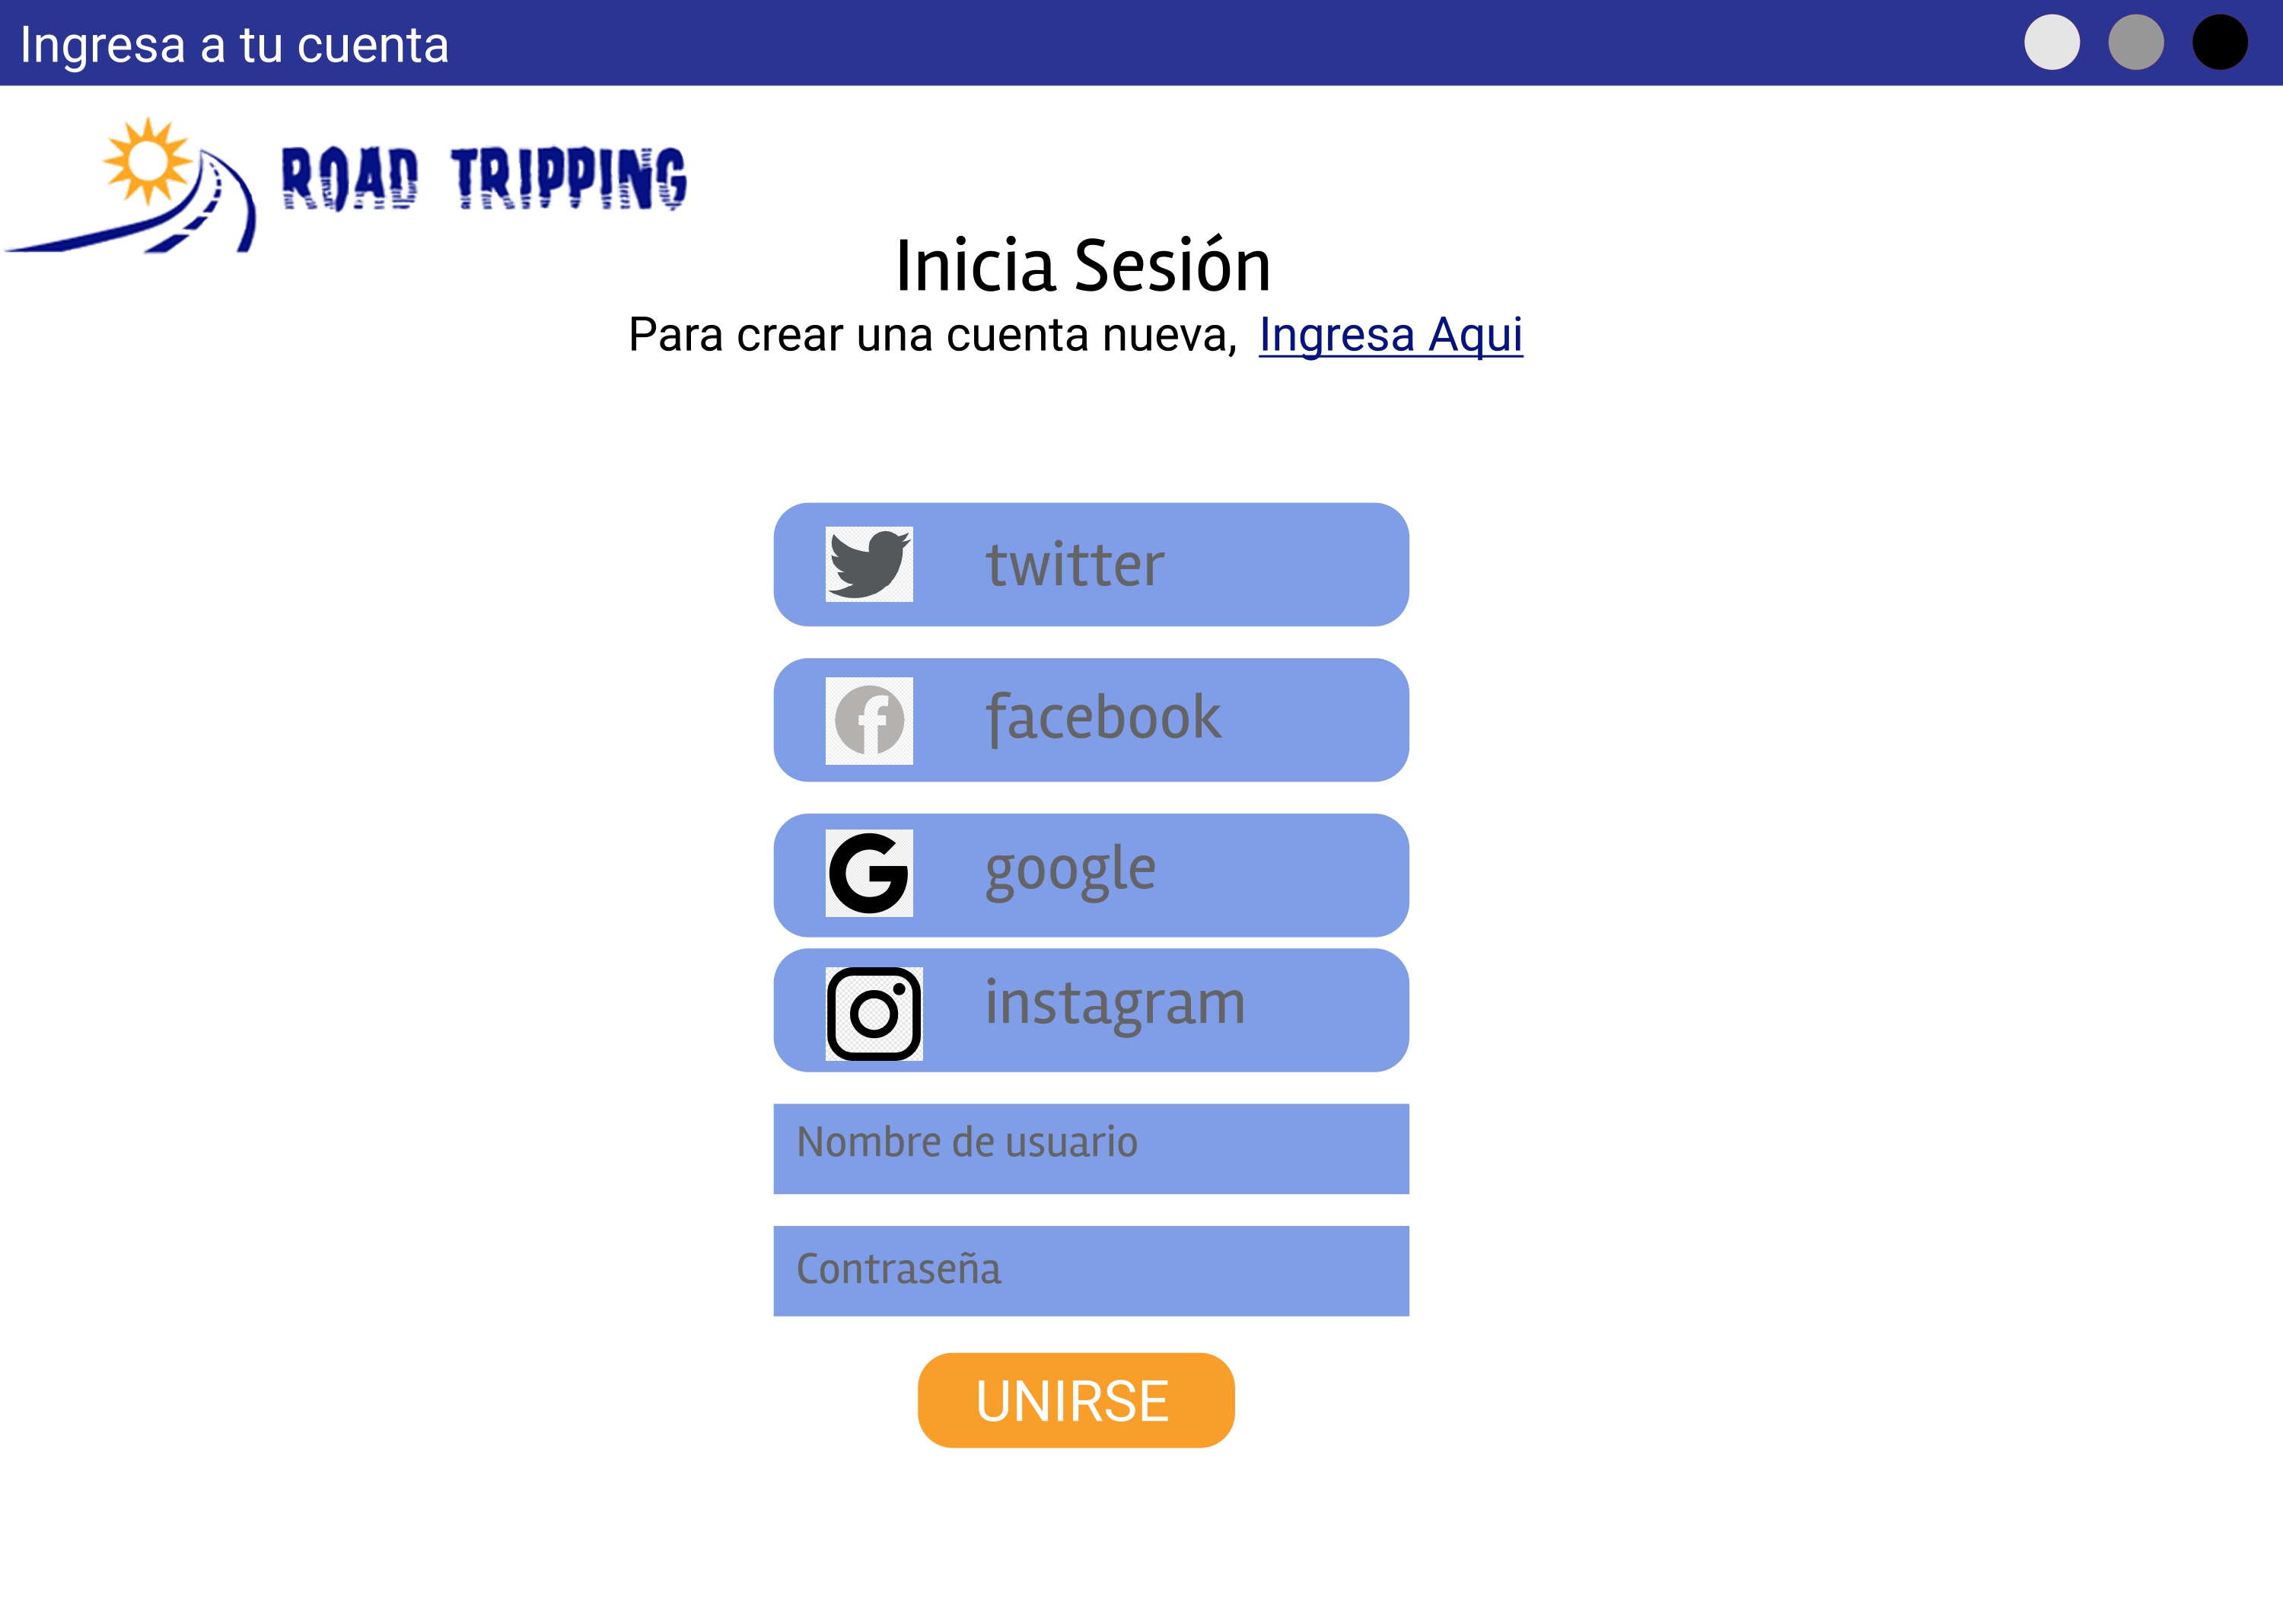 Ingresa a tu cuenta
ROAD TRIPPING
Inicia Sesión
Para crear una cuenta nueva, Ingresa Aqui
twitter
facebook
google
instagram
Nombre de usuario
Contraseña
UNIRSE